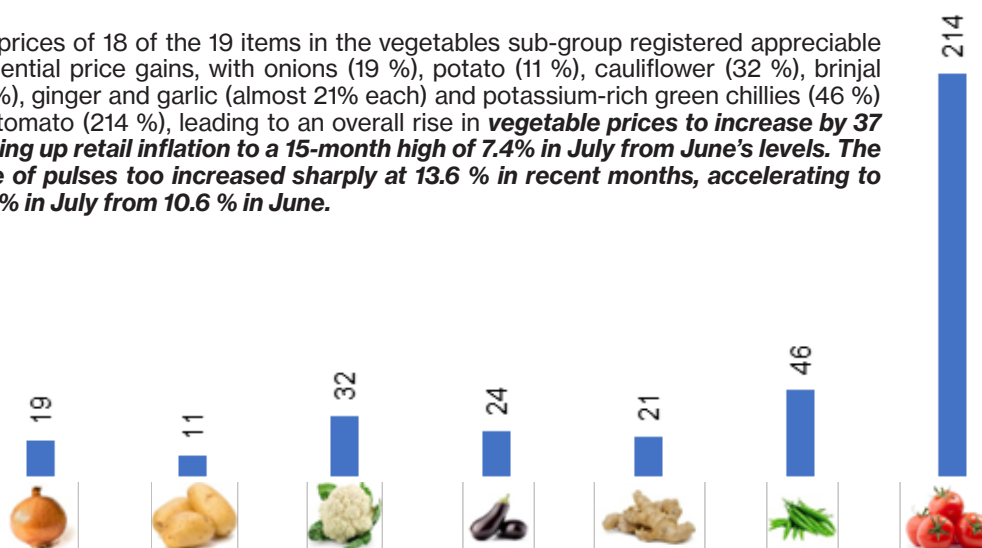 prices of 18 of the 19 items in the vegetables sub-group registered appreciable
ential price gains, with onions (19 %), potato (11 %), cauliflower (32 %), brinjal
%), ginger and garlic (almost 21% each) and potassium-rich green chillies (46 %)
tomato (214 %), leading to an overall rise in vegetable prices to increase by 37
ing up retail inflation to a 15-month high of 7.4% in July from June’s levels. The
e of pulses too increased sharply at 13.6 % in recent months, accelerating to
% in July from 10.6 % in June.
19
11
32
24
21
46
214